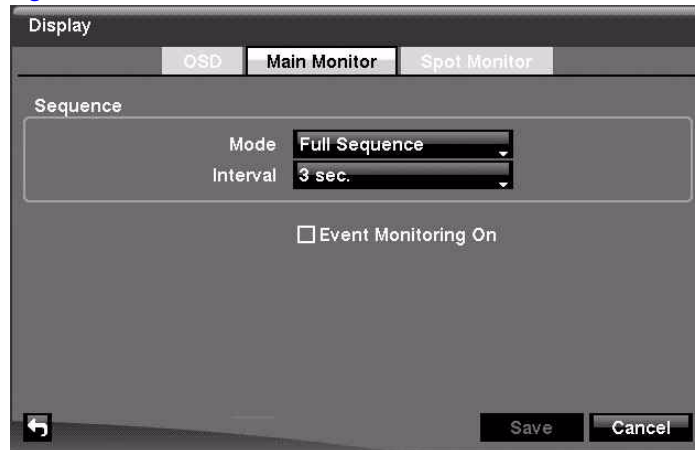 Display
OSD Main Monitor Spot Monitor
Sequence
Mode Full Sequence
Interval 3 sec.
Event Monitoring On
Save Cancel